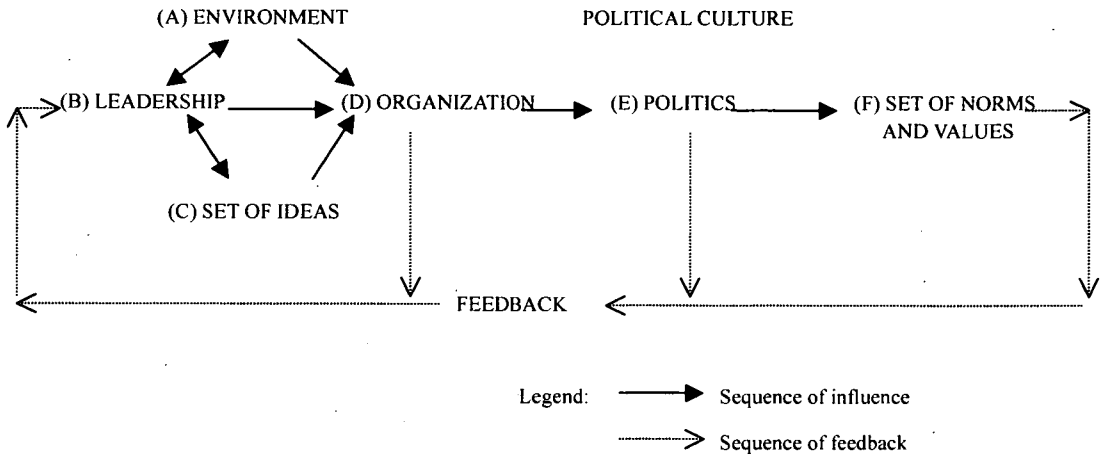 (A) ENVIRONMENT
POLITICAL CULTURE
(B) LEADERSHIP
(D) ORGANIZATION
(E) POLITICS
(F) SET OF NORMS
AND VALUES
(C) SET OF IDEAS
FEEDBACK
Legend:
Sequence of influence
Sequence of feedback